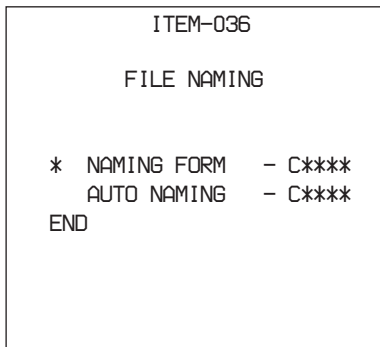 ITEM-036
FILE NAMING
* NAMING FORM – C****
AUTO NAMING – C****
END